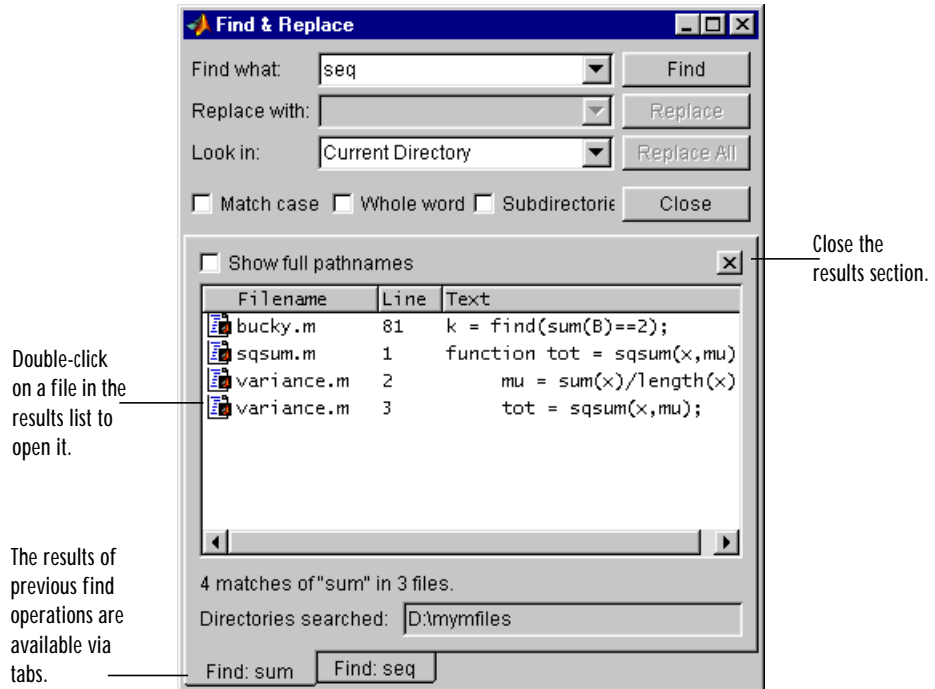 Find & Replace
Find what: seq Find
Replace with: Replace
Look in: Current Directory Replace All
Match case Whole word Subdirectorie Close
Close the
results section.
Show full pathnames
Filename Line Text
bucky.m 81 k = find(sum(B)==2);
sqsum.m 1 function tot = sqsum(x,mu)
variance.m 2 mu = sum(x)/length(x)
variance.m 3 tot = sqsum(x,mu);
Double-click
on a file in the
results list to
open it.
The results of
previous find
operations are
available via
tabs.
4 matches of "sum" in 3 files.
Directories searched: D:\mymfiles
Find: sum Find: seq